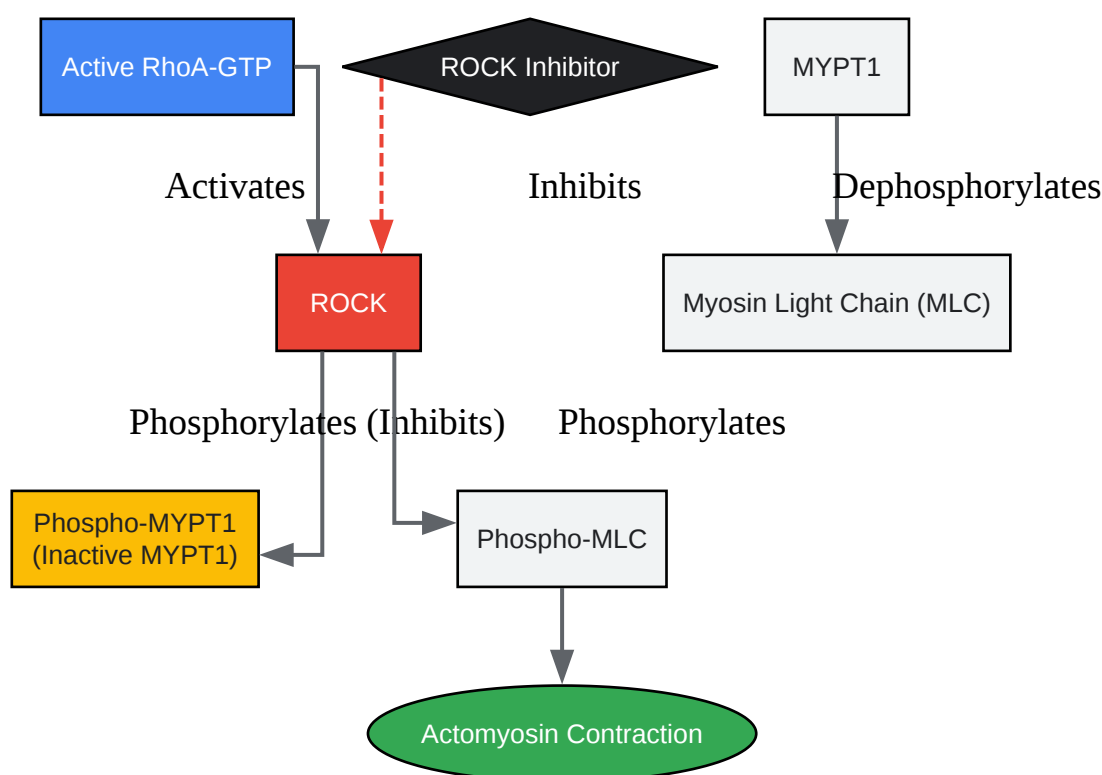 Active RhoA-GTP
ROCK Inhibitor
MYPT1
Activates
Inhibits
Dephosphorylates
ROCK
Myosin Light Chain (MLC)
Phosphorylates (Inhibits)
Phosphorylates
Phospho-MYPT1
(Inactive MYPT1)
Phospho-MLC
Actomyosin Contraction